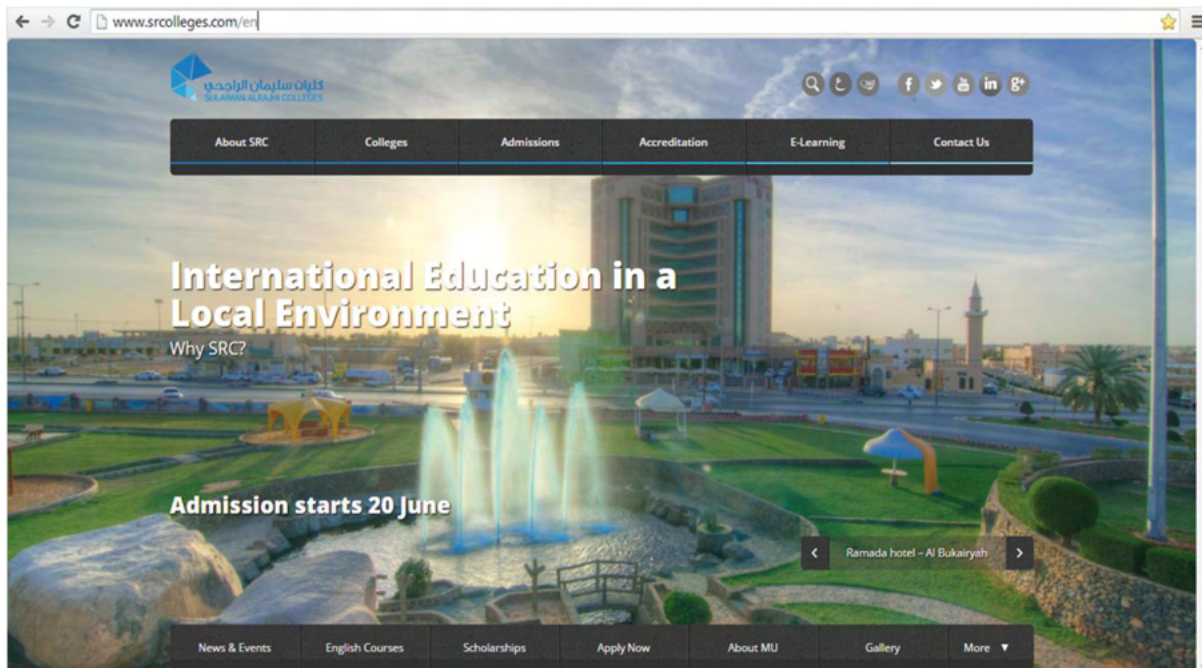 www.srcolleges.com/en
كليات سليمان الراجحي
SULAIMAN ALRAJHI COLLEGES
ع
f
in
g+
About SRC
Colleges
Admissions
Accreditation
E-Learning
Contact Us
International Education in a
Local Environment
Why SRC?
Admission starts 20 June
Ramada hotel – Al Bukairyah
News & Events
English Courses
Scholarships
Apply Now
About MU
Gallery
More